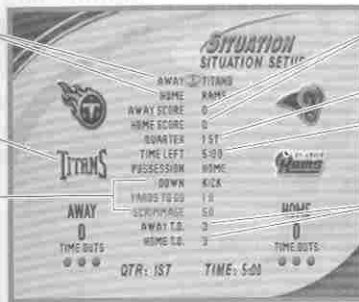 SITUATION
SITUATION SETUP
AWAY TITANS
HOME RAMS
AWAY SCORE 0
HOME SCORE 0
QUARTER 1ST
TIME LEFT 5:00
POSSESSION HOME
DOWN KICK
YARDS TO GO 10
SCRIMMAGE 50
AWAY T.O. 3
HOME T.O. 3
TITANS
AWAY
0
TIME OUTS
Rams
HOME
0
TIME OUTS
QTR: 1ST TIME: 5:00